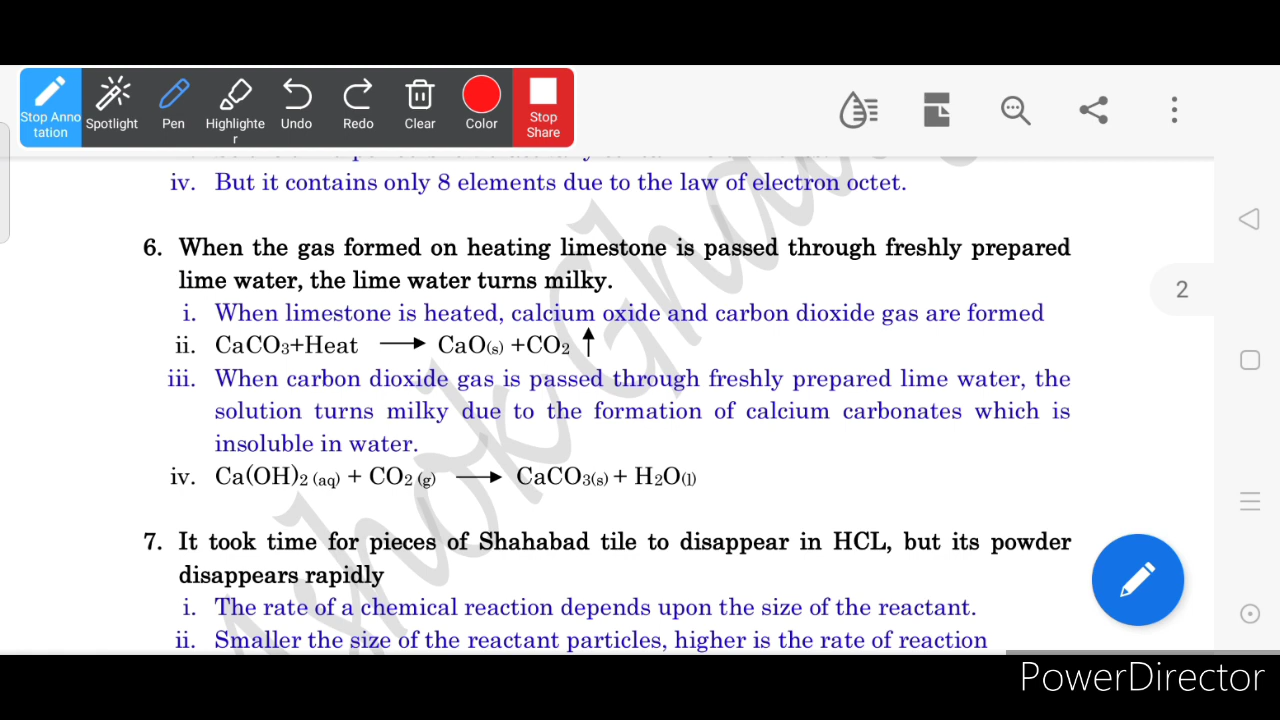 Stop Anno
tation
Spotlight
Pen
Highlighte
r
Undo
Redo
Clear
Color
Stop
Share
iv. But it contains only 8 elements due to the law of electron octet.
6. When the gas formed on heating limestone is passed through freshly prepared
lime water, the lime water turns milky.
i. When limestone is heated, calcium oxide and carbon dioxide gas are formed
ii. CaCO3+Heat ⟶ CaO(s) +CO2 ↑
iii. When carbon dioxide gas is passed through freshly prepared lime water, the
solution turns milky due to the formation of calcium carbonates which is
insoluble in water.
iv. Ca(OH)2 (aq) + CO2 (g) ⟶ CaCO3(s) + H2O(l)
7. It took time for pieces of Shahabad tile to disappear in HCL, but its powder
disappears rapidly
i. The rate of a chemical reaction depends upon the size of the reactant.
ii. Smaller the size of the reactant particles, higher is the rate of reaction
2
PowerDirector